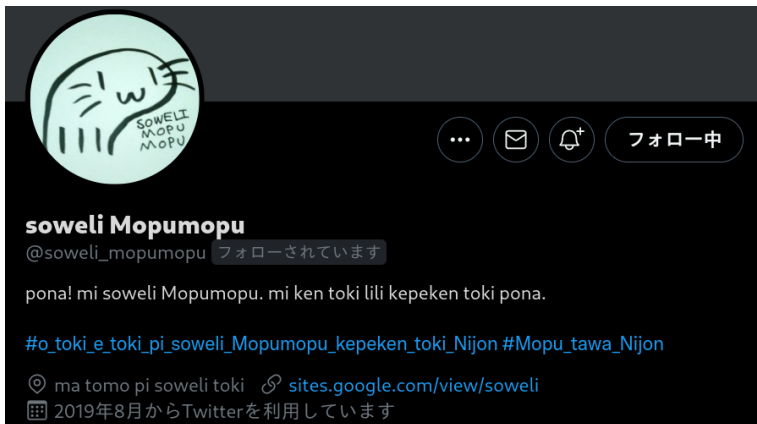 SOWELI
MOPU
MOPU
フォロー中
soweli Mopumopu
@soweli_mopumopu フォローされています
pona! mi soweli Mopumopu. mi ken toki lili kepeken toki pona.
#o_toki_e_toki_pi_soweli_Mopumopu_kepeken_toki_Nijon #Mopu_tawa_Nijon
ma tomo pi soweli toki sites.google.com/view/soweli
2019年8月からTwitterを利用しています